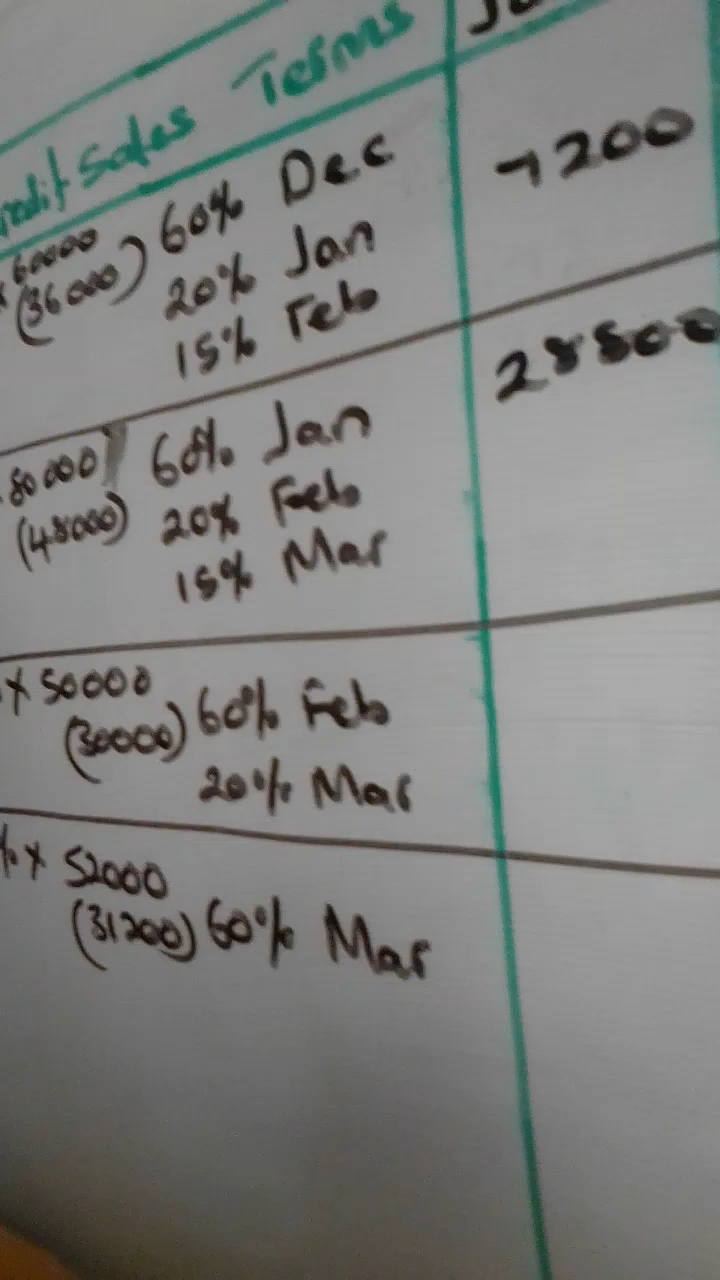 Sales Terms
60000 60% Dec 7200
(36000) 20% Jan
15% Feb
80000 60% Jan 28800
(48000) 20% Feb
15% Mar
x 50000
(30000) 60% Feb
20% Mar
% x 52000
(31200) 60% Mar